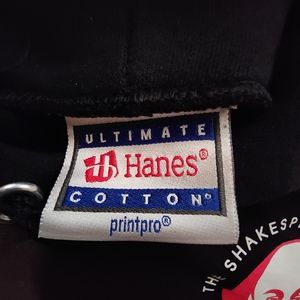 ULTIMATE
Hanes®
COTTON®
printpro®
THE SHAKESP